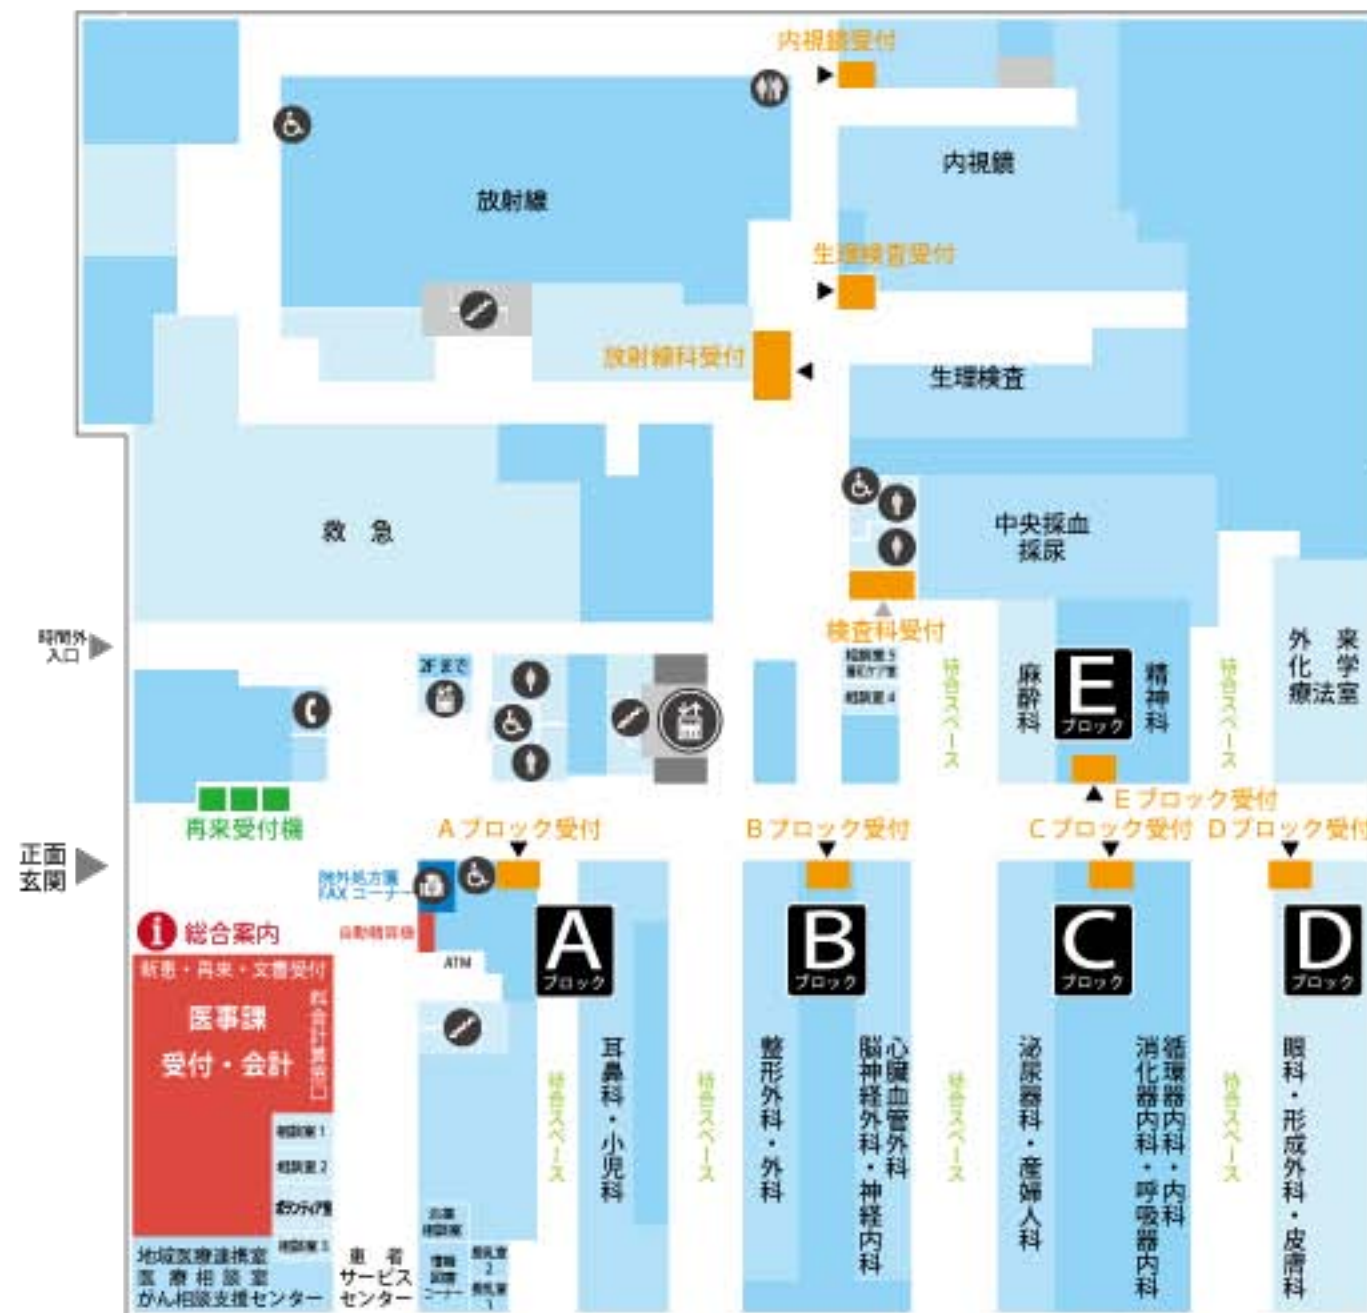 内視鏡受付
内視鏡
放射線
生理検査受付
放射線科受付
生理検査
救 急
中央採血
採尿
時間外
入口
検査科受付
相談室5
相談室4
2Fまで
待合スペース
麻酔科
E
ブロック
精神科
待合スペース
外来
化学
療法室
再来受付機
Aブロック受付
Bブロック受付
Eブロック受付
Cブロック受付
Dブロック受付
正面
玄関
院外処方箋
FAXコーナー
自動精算機
ATM
i 総合案内
新患・再来・文書受付
医事課
受付・会計
A
ブロック
B
ブロック
C
ブロック
D
ブロック
待合スペース
耳鼻科・小児科
待合スペース
整形外科・外科
心臓血管外科
脳神経外科・神経内科
待合スペース
泌尿器科・産婦人科
循環器内科・内科
消化器内科・呼吸器内科
待合スペース
眼科・形成外科・皮膚科
相談室1
相談室2
ボランティア室
相談室3
地域医療連携室
医療相談室
がん相談支援センター
患者
サービス
センター